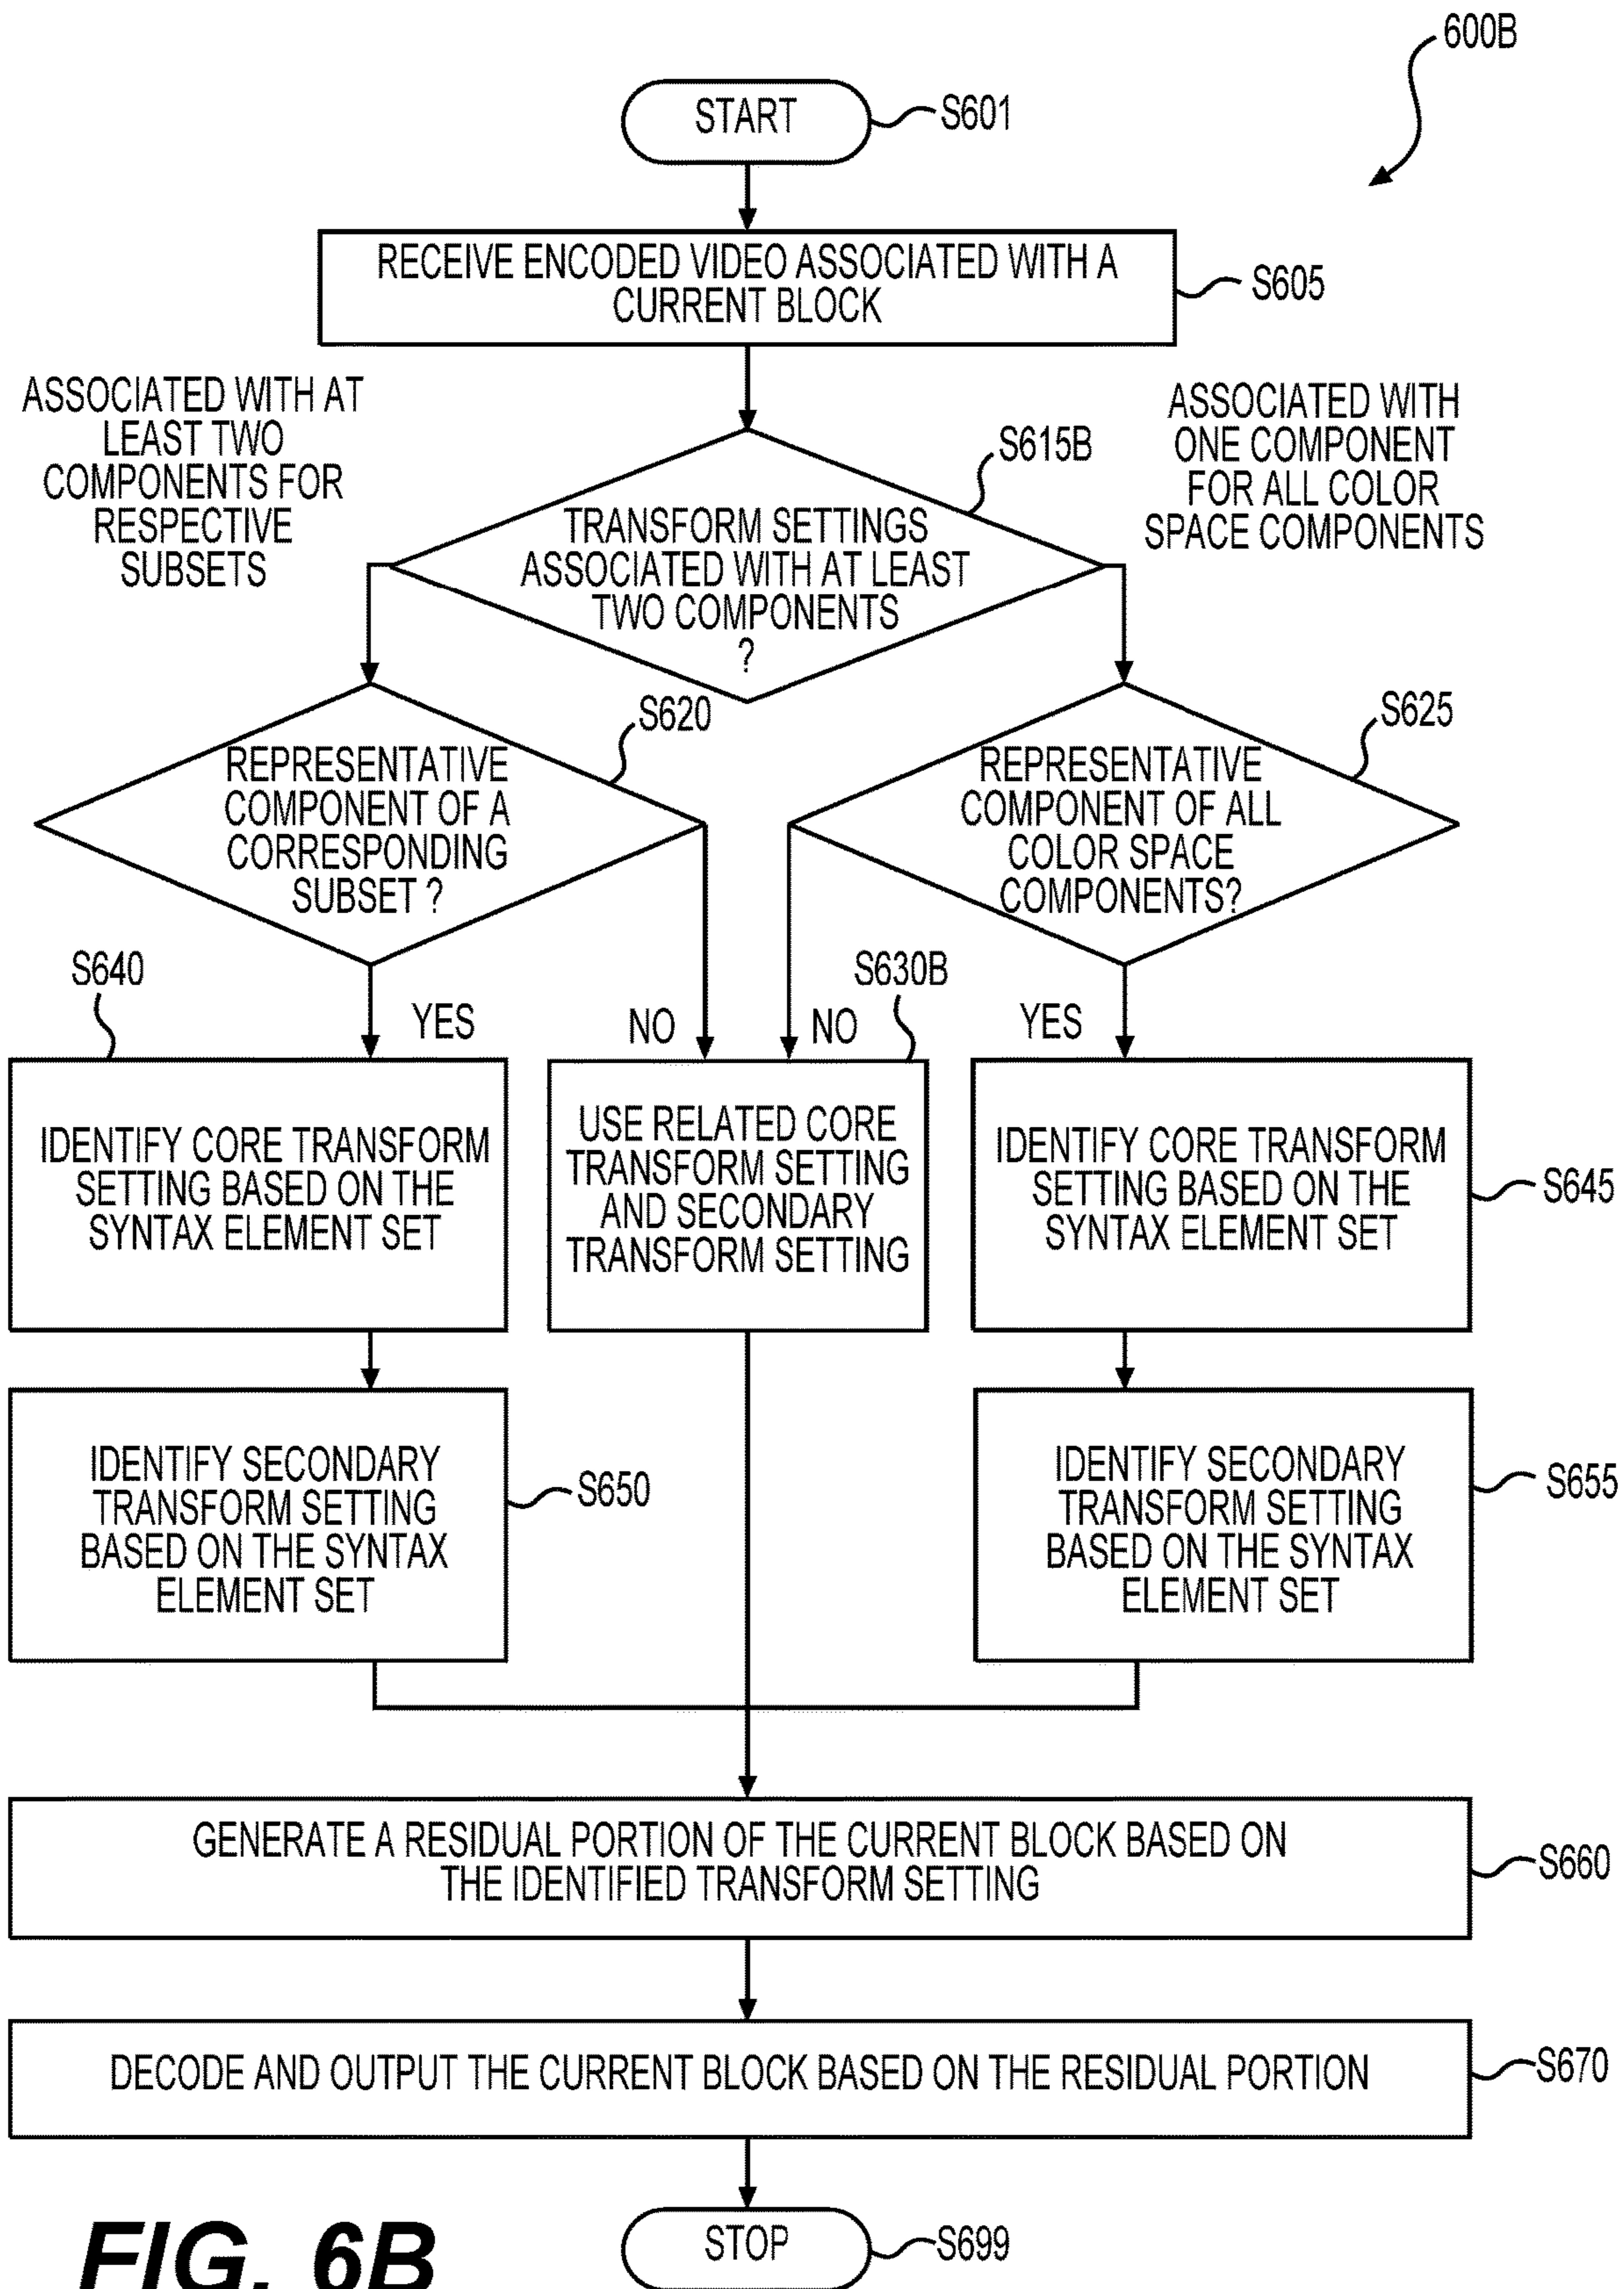 600B
START
S601
RECEIVE ENCODED VIDEO ASSOCIATED WITH A
CURRENT BLOCK
S605
ASSOCIATED WITH AT
LEAST TWO
COMPONENTS FOR
RESPECTIVE
SUBSETS
ASSOCIATED WITH
ONE COMPONENT
FOR ALL COLOR
SPACE COMPONENTS
S615B
TRANSFORM SETTINGS
ASSOCIATED WITH AT LEAST
TWO COMPONENTS
?
S620
REPRESENTATIVE
COMPONENT OF A
CORRESPONDING
SUBSET ?
S625
REPRESENTATIVE
COMPONENT OF ALL
COLOR SPACE
COMPONENTS?
S640
YES
NO
S630B
NO
YES
IDENTIFY CORE TRANSFORM
SETTING BASED ON THE
SYNTAX ELEMENT SET
USE RELATED CORE
TRANSFORM SETTING
AND SECONDARY
TRANSFORM SETTING
IDENTIFY CORE TRANSFORM
SETTING BASED ON THE
SYNTAX ELEMENT SET
S645
IDENTIFY SECONDARY
TRANSFORM SETTING
BASED ON THE SYNTAX
ELEMENT SET
S650
IDENTIFY SECONDARY
TRANSFORM SETTING
BASED ON THE SYNTAX
ELEMENT SET
S655
GENERATE A RESIDUAL PORTION OF THE CURRENT BLOCK BASED ON
THE IDENTIFIED TRANSFORM SETTING
S660
DECODE AND OUTPUT THE CURRENT BLOCK BASED ON THE RESIDUAL PORTION
S670
STOP
S699
FIG. 6B